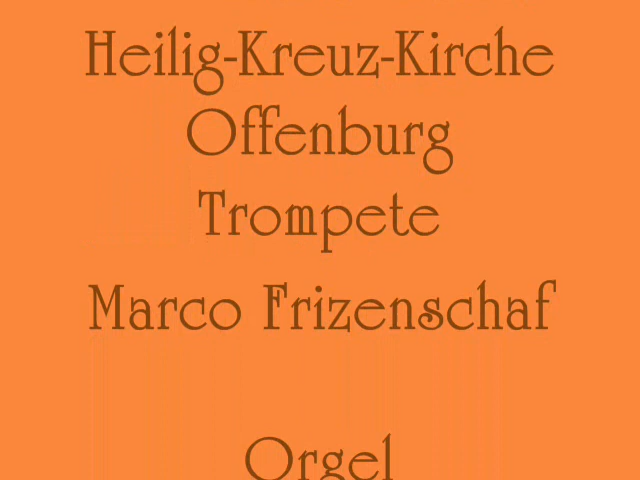 Heilig-Kreuz-Kirche
Offenburg
Trompete
Marco Frizenschaf
Orgel